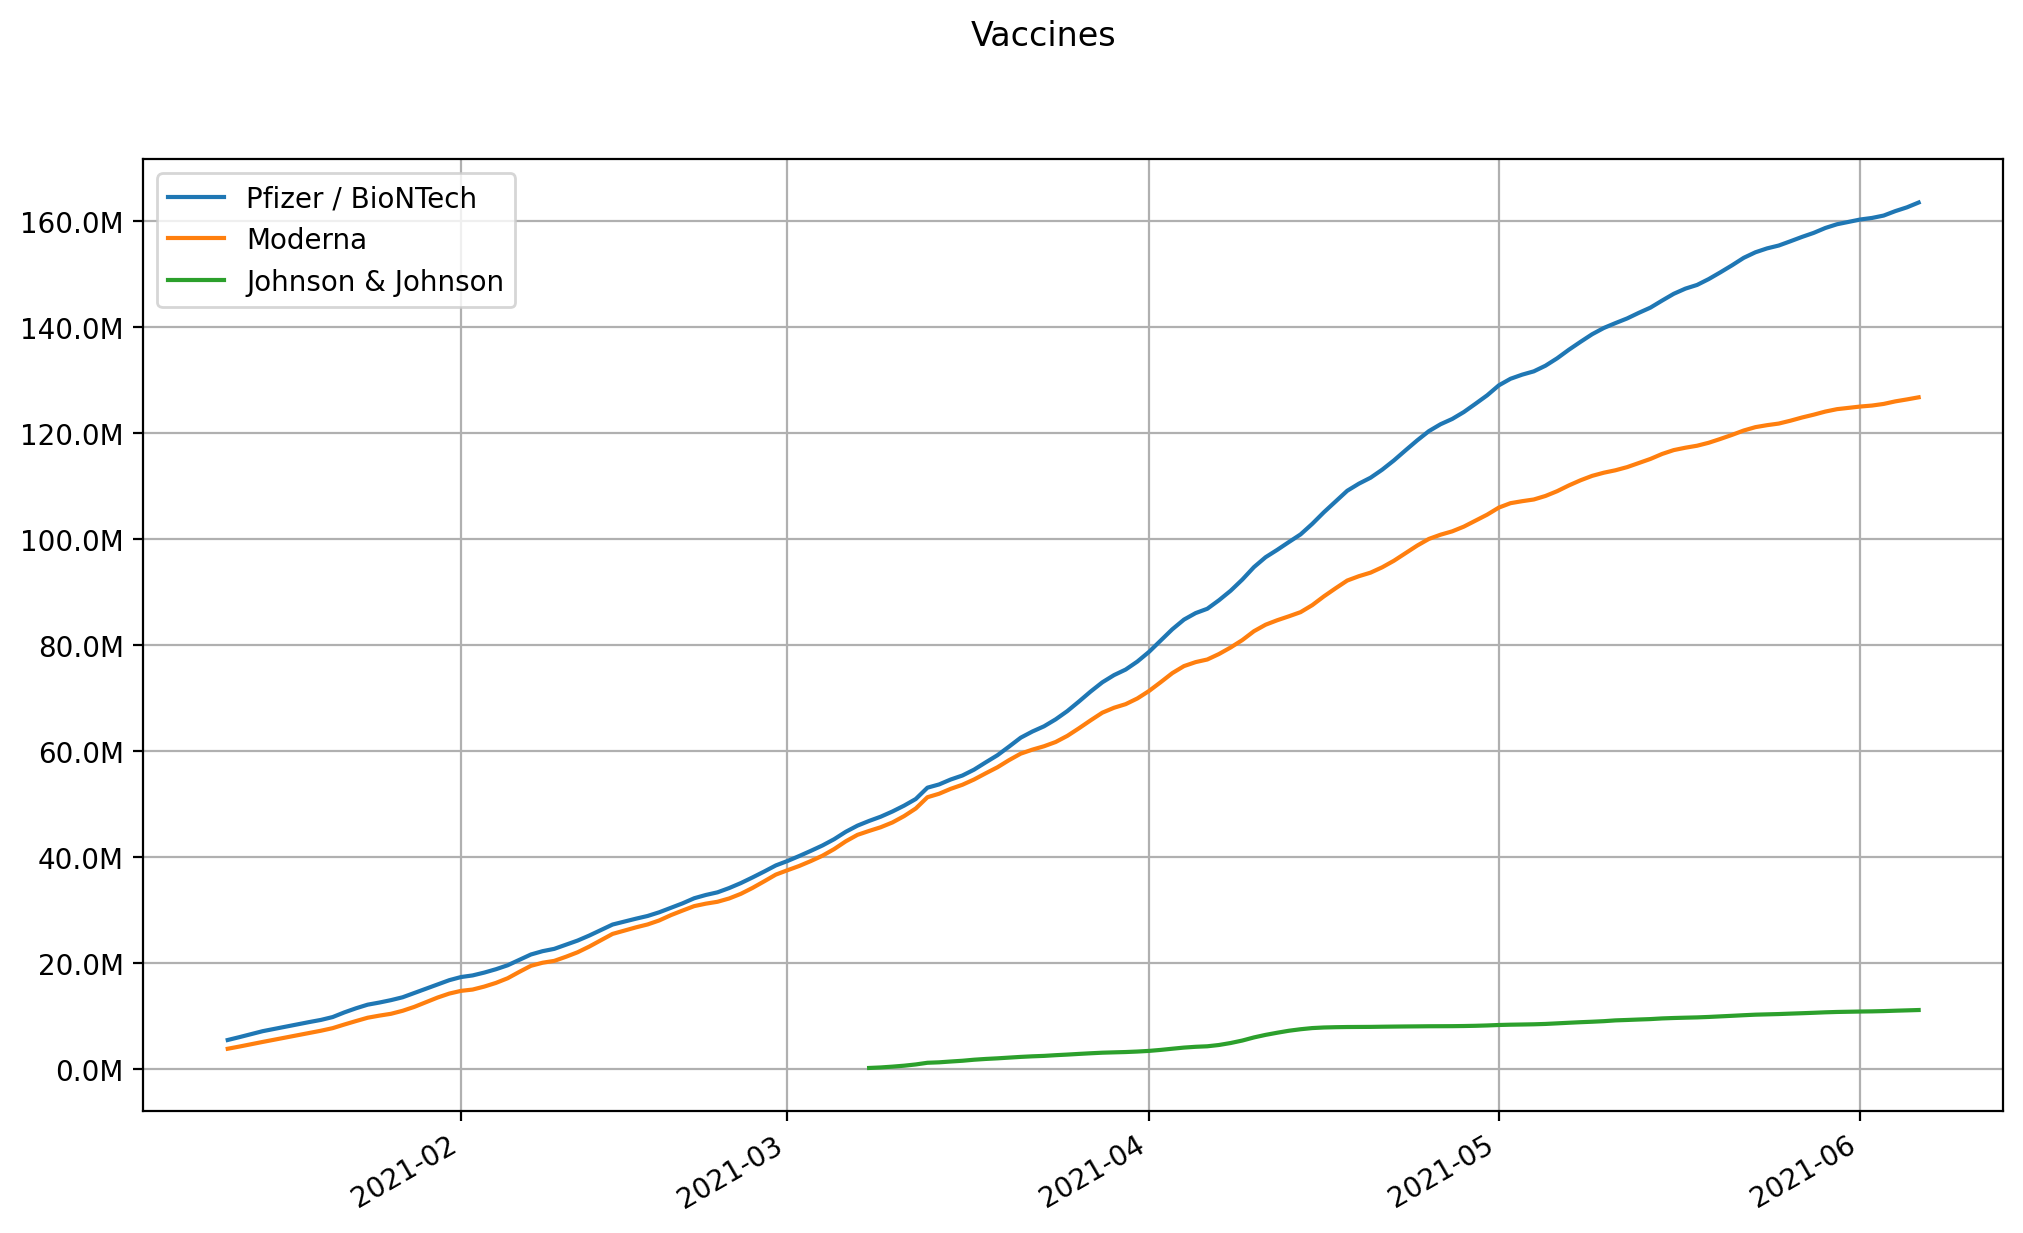 Vaccines
Pfizer / BioNTech
Moderna
Johnson & Johnson
160.0M
140.0M
120.0M
100.0M
80.0M
60.0M
40.0M
20.0M
0.0M
2021-02
2021-03
2021-04
2021-05
2021-06